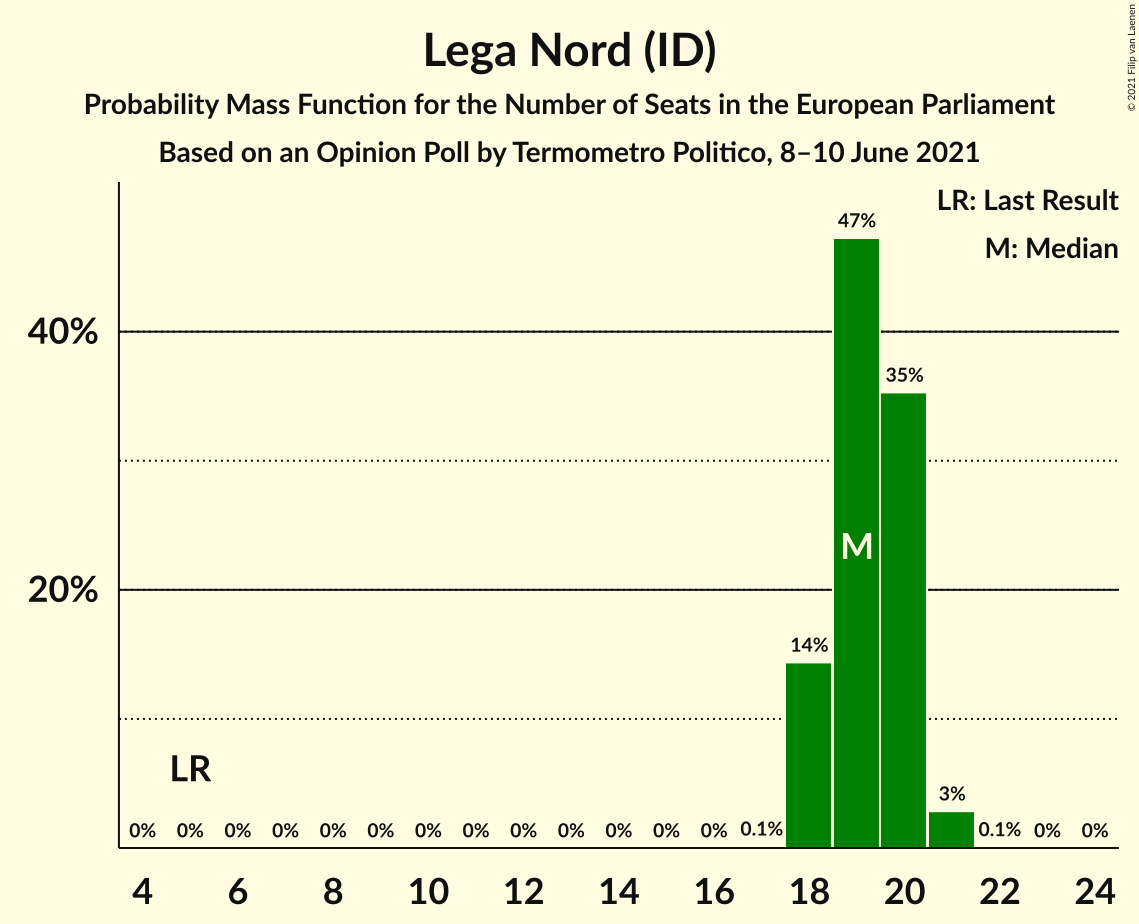 Lega Nord (ID)
Probability Mass Function for the Number of Seats in the European Parliament
Based on an Opinion Poll by Termometro Politico, 8–10 June 2021
© 2021 Filip van Laenen
LR: Last Result
M: Median
47%
40%
35%
M
20%
14%
LR
3%
0% 0% 0% 0% 0% 0% 0% 0% 0% 0% 0% 0% 0% 0.1% 0.1% 0% 0%
4 6 8 10 12 14 16 18 20 22 24